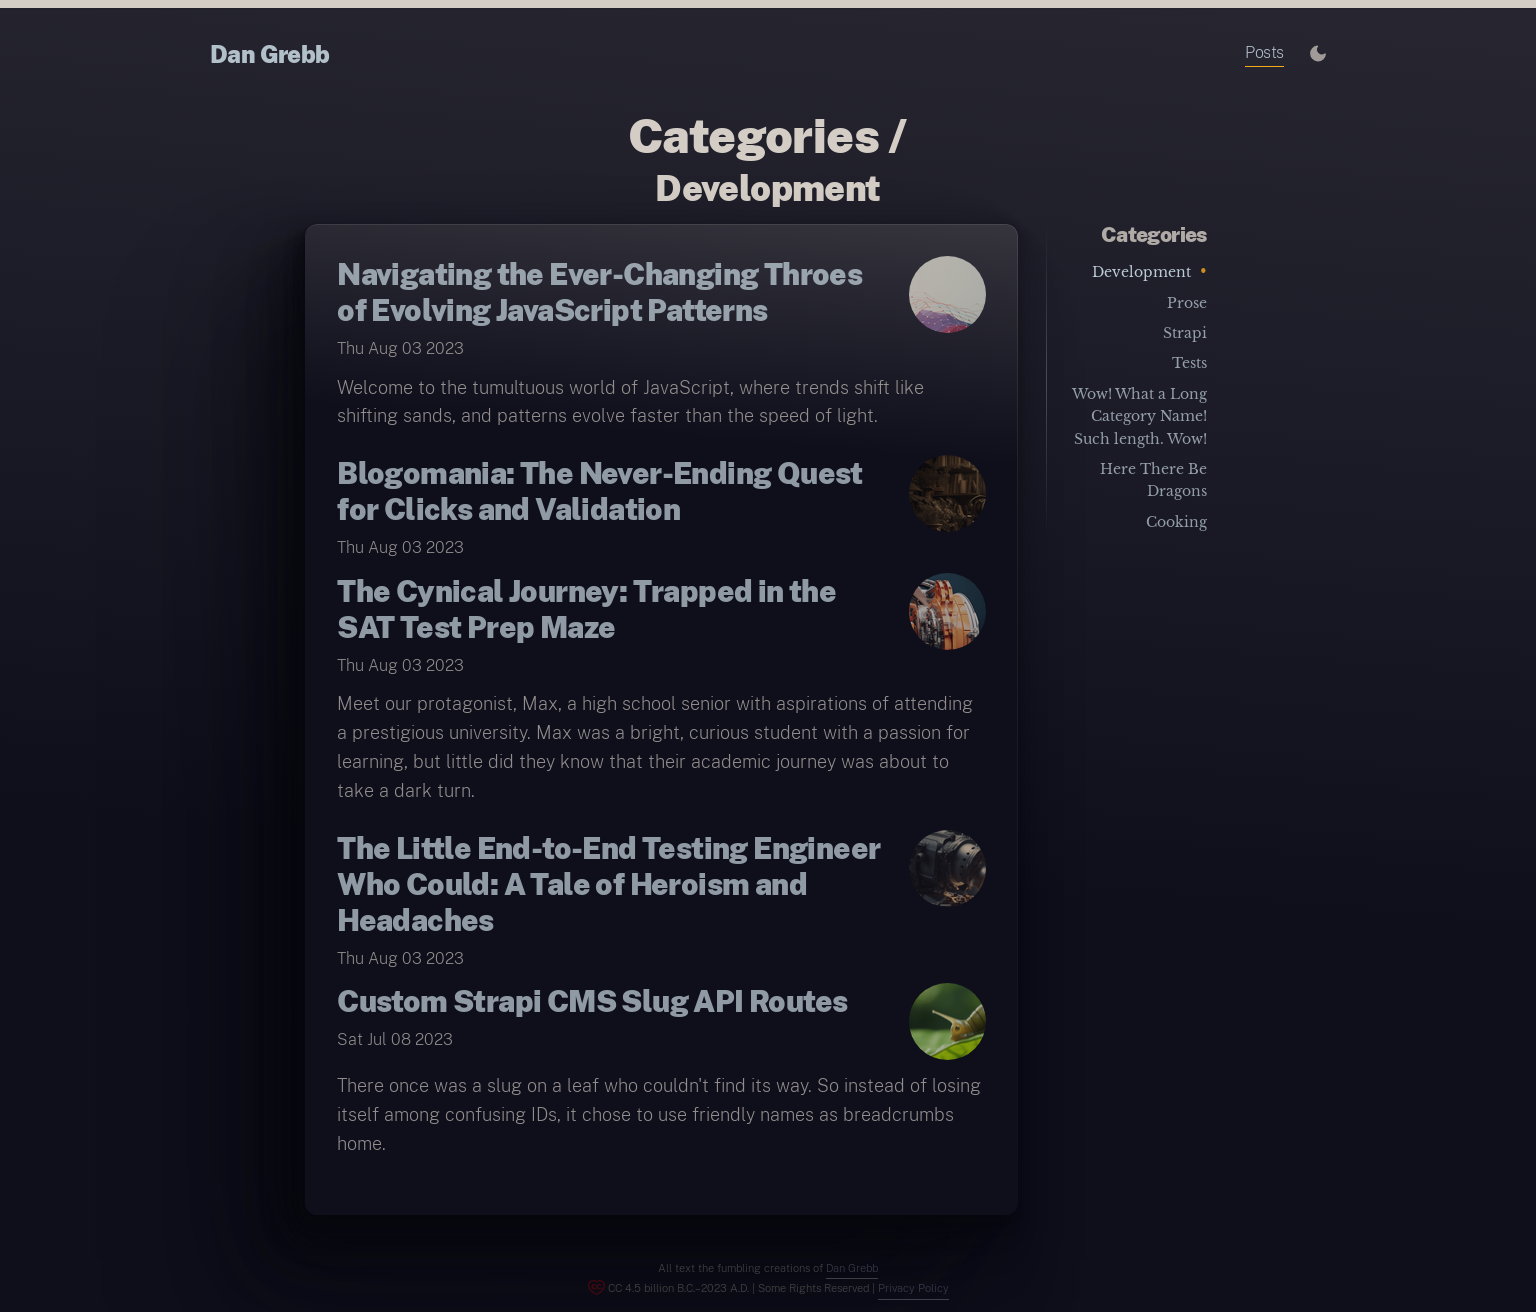 Dan Grebb
Posts
Categories /
Development
Navigating the Ever-Changing Throes
of Evolving JavaScript Patterns
Thu Aug 03 2023
Welcome to the tumultuous world of JavaScript, where trends shift like
shifting sands, and patterns evolve faster than the speed of light.
Blogomania: The Never-Ending Quest
for Clicks and Validation
Thu Aug 03 2023
The Cynical Journey: Trapped in the
SAT Test Prep Maze
Thu Aug 03 2023
Meet our protagonist, Max, a high school senior with aspirations of attending
a prestigious university. Max was a bright, curious student with a passion for
learning, but little did they know that their academic journey was about to
take a dark turn.
The Little End-to-End Testing Engineer
Who Could: A Tale of Heroism and
Headaches
Thu Aug 03 2023
Custom Strapi CMS Slug API Routes
Sat Jul 08 2023
There once was a slug on a leaf who couldn't find its way. So instead of losing
itself among confusing IDs, it chose to use friendly names as breadcrumbs
home.
Categories
Development •
Prose
Strapi
Tests
Wow! What a Long
Category Name!
Such length. Wow!
Here There Be
Dragons
Cooking
All text the fumbling creations of Dan Grebb
CC 4.5 billion B.C.-2023 A.D. | Some Rights Reserved | Privacy Policy